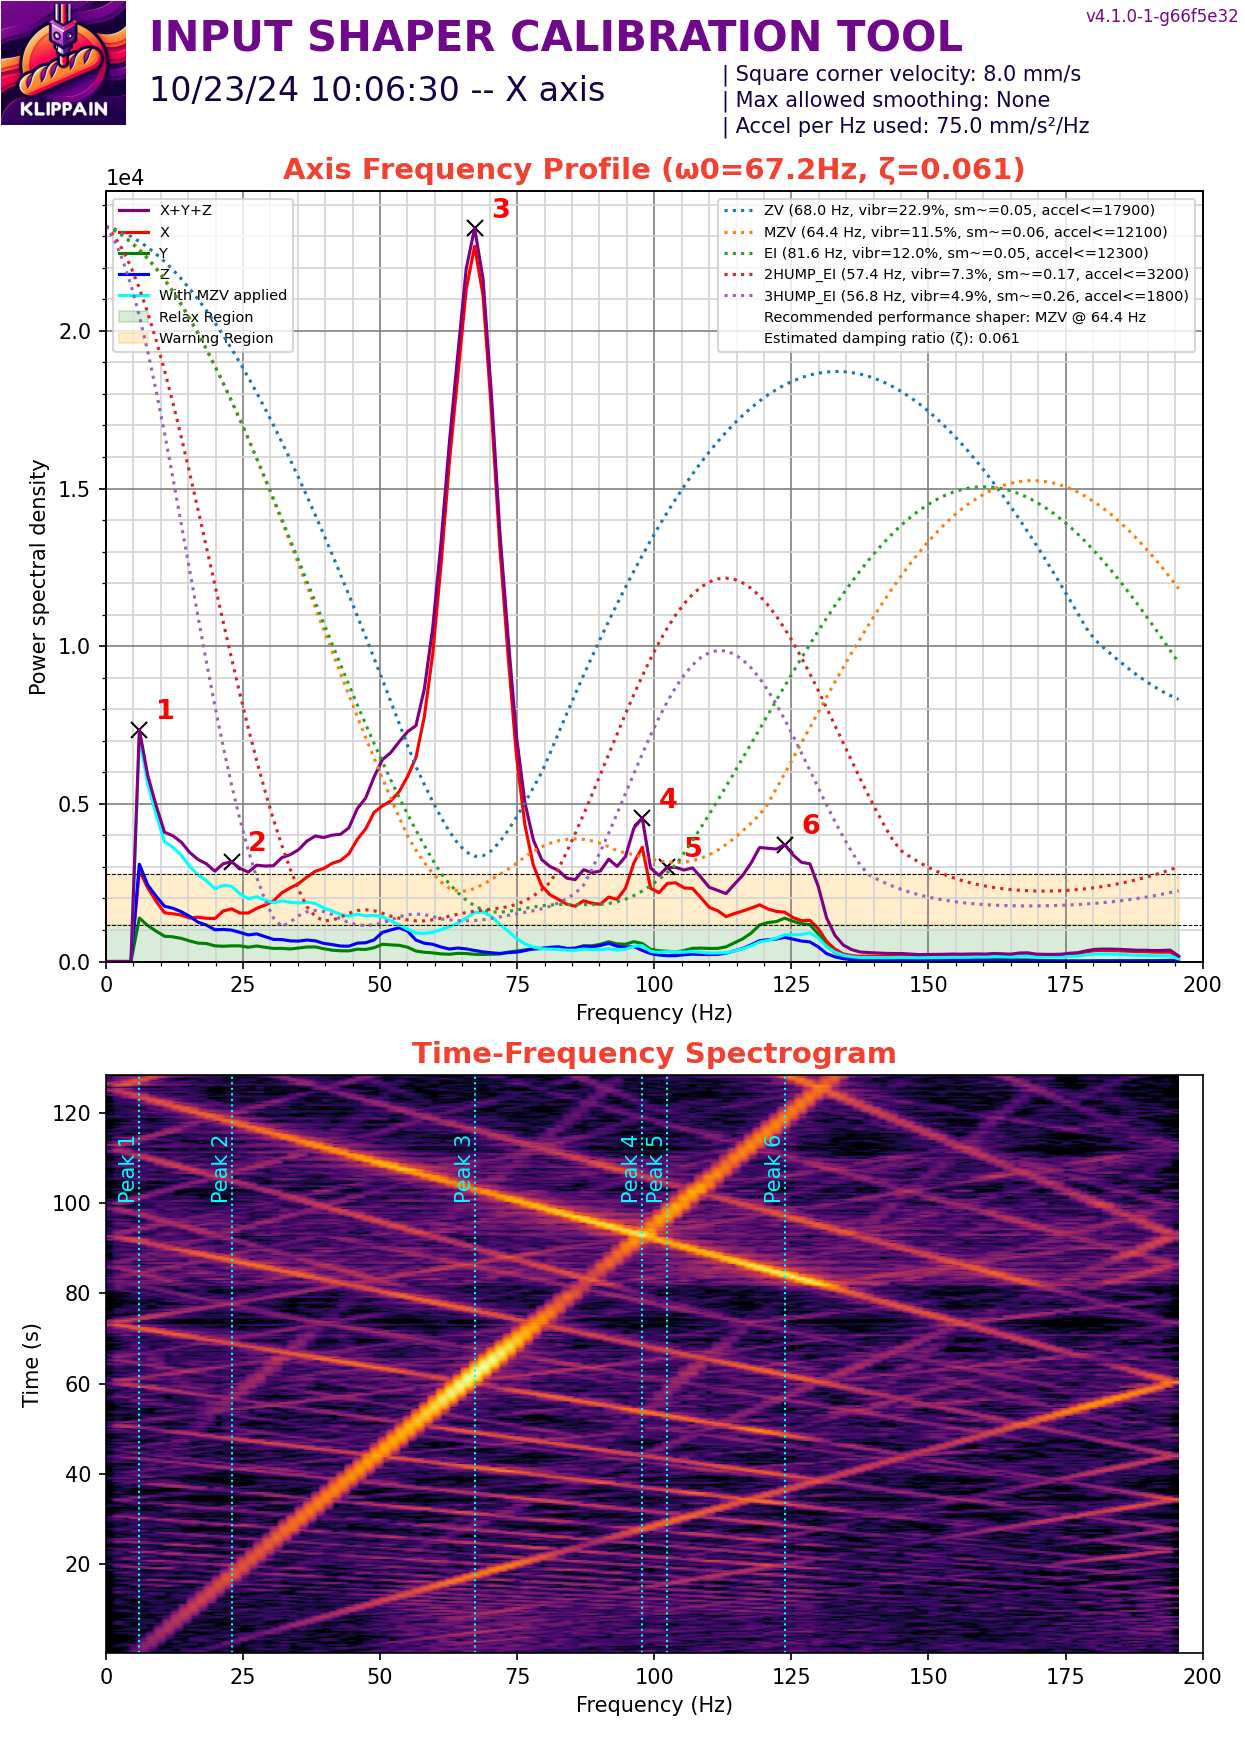 v4.1.0-1-g66f5e32
INPUT SHAPER CALIBRATION TOOL
10/23/24 10:06:30 -- X axis
| Square corner velocity: 8.0 mm/s
| Max allowed smoothing: None
| Accel per Hz used: 75.0 mm/s²/Hz
KLIPPAIN
Axis Frequency Profile (ω0=67.2Hz, ζ=0.061)
1e4
X+Y+Z
X
Y
Z
With MZV applied
Relax Region
Warning Region
ZV (68.0 Hz, vibr=22.9%, sm~=0.05, accel<=17900)
MZV (64.4 Hz, vibr=11.5%, sm~=0.06, accel<=12100)
EI (81.6 Hz, vibr=12.0%, sm~=0.05, accel<=12300)
2HUMP_EI (57.4 Hz, vibr=7.3%, sm~=0.17, accel<=3200)
3HUMP_EI (56.8 Hz, vibr=4.9%, sm~=0.26, accel<=1800)
Recommended performance shaper: MZV @ 64.4 Hz
Estimated damping ratio (ζ): 0.061
1
2
3
4
5
6
Power spectral density
2.0
1.5
1.0
0.5
0.0
0 25 50 75 100 125 150 175 200
Frequency (Hz)
Time-Frequency Spectrogram
Peak 1
Peak 2
Peak 3
Peak 4
Peak 5
Peak 6
Time (s)
120
100
80
60
40
20
0 25 50 75 100 125 150 175 200
Frequency (Hz)